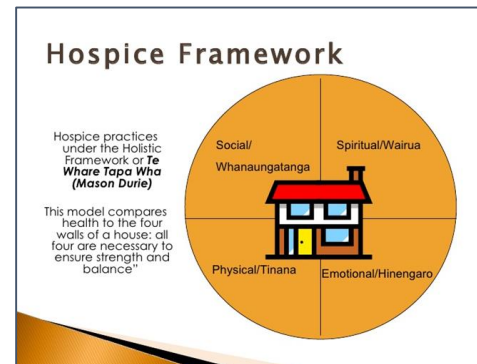 Hospice Framework
Hospice practices
under the Holistic
Framework or Te
Whare Tapa Wha
(Mason Durie)
This model compares
health to the four
walls of a house: all
four are necessary to
ensure strength and
balance”
Social/
Whanaungatanga
Spiritual/Wairua
Physical/Tinana
Emotional/Hinengaro